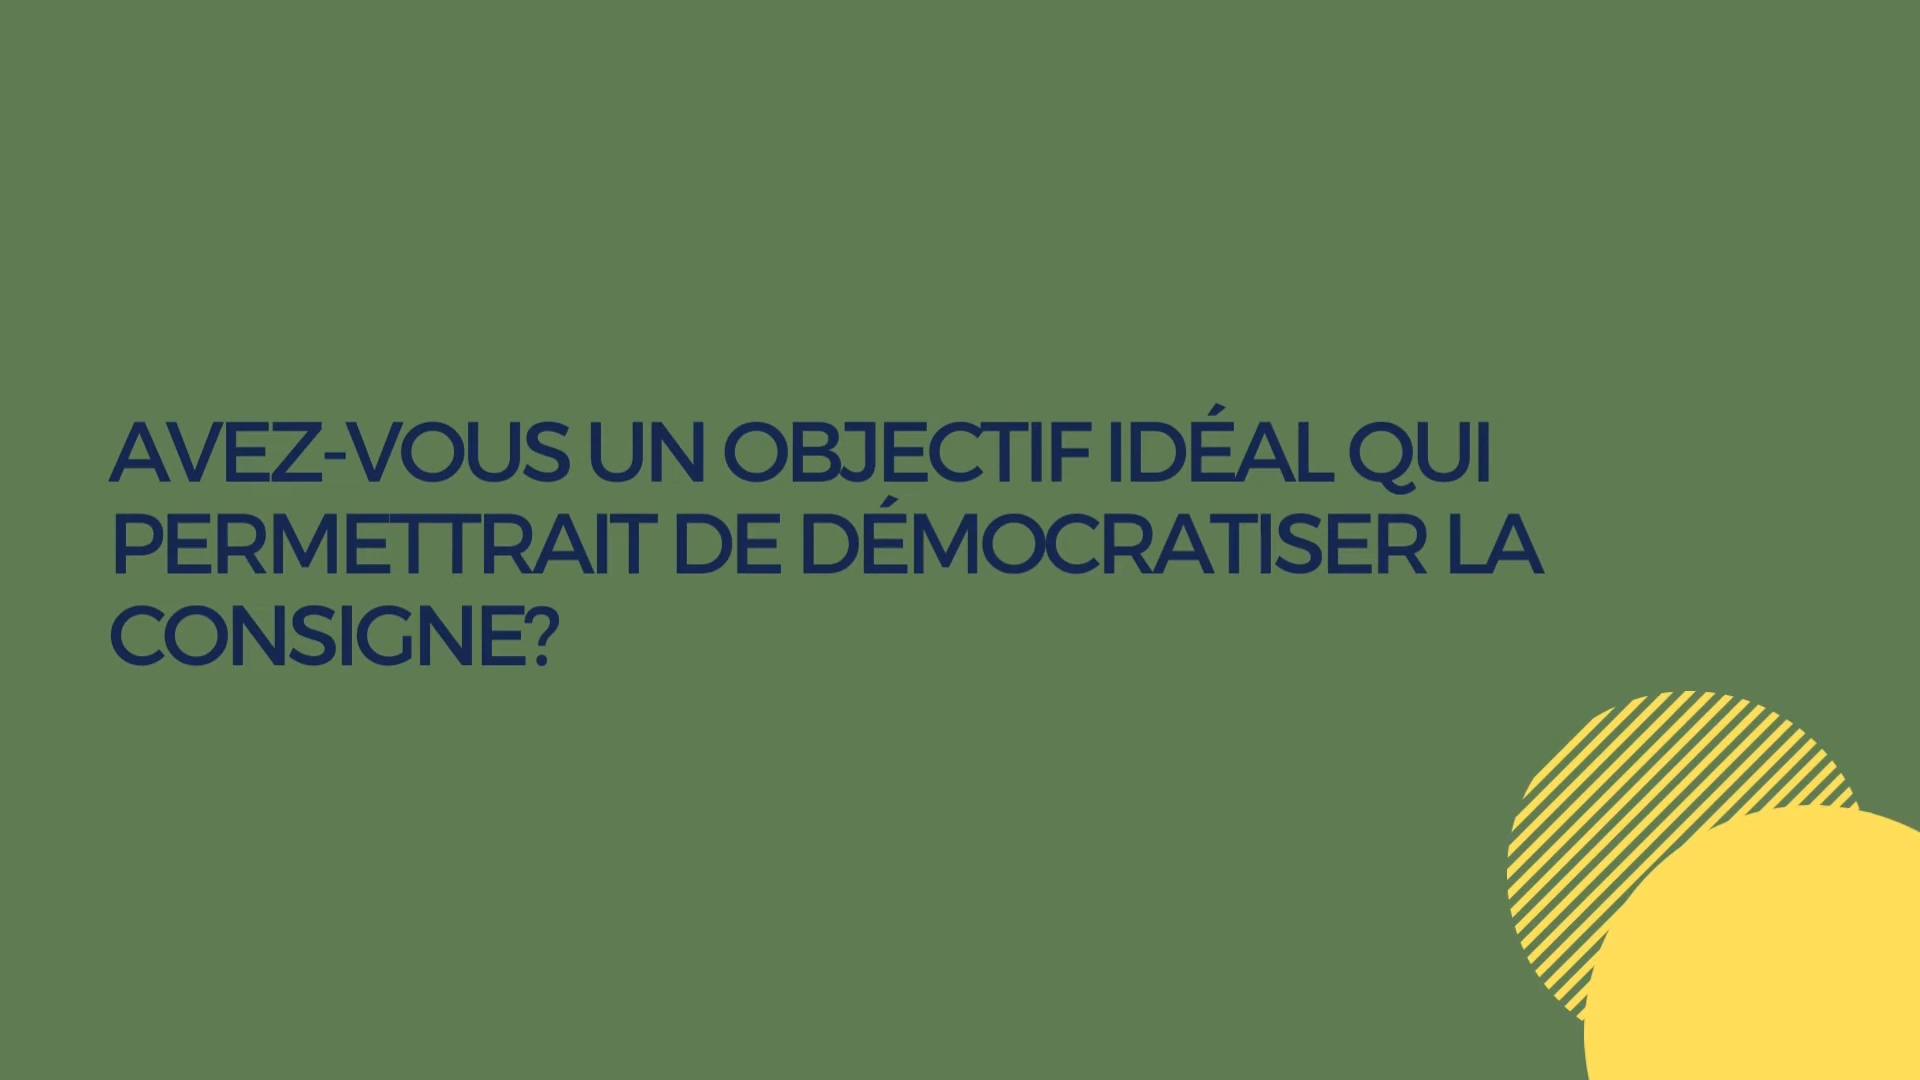 AVEZ-VOUS UN OBJECTIF IDÉAL QUI
PERMETTRAIT DE DÉMOCRATISER LA
CONSIGNE?